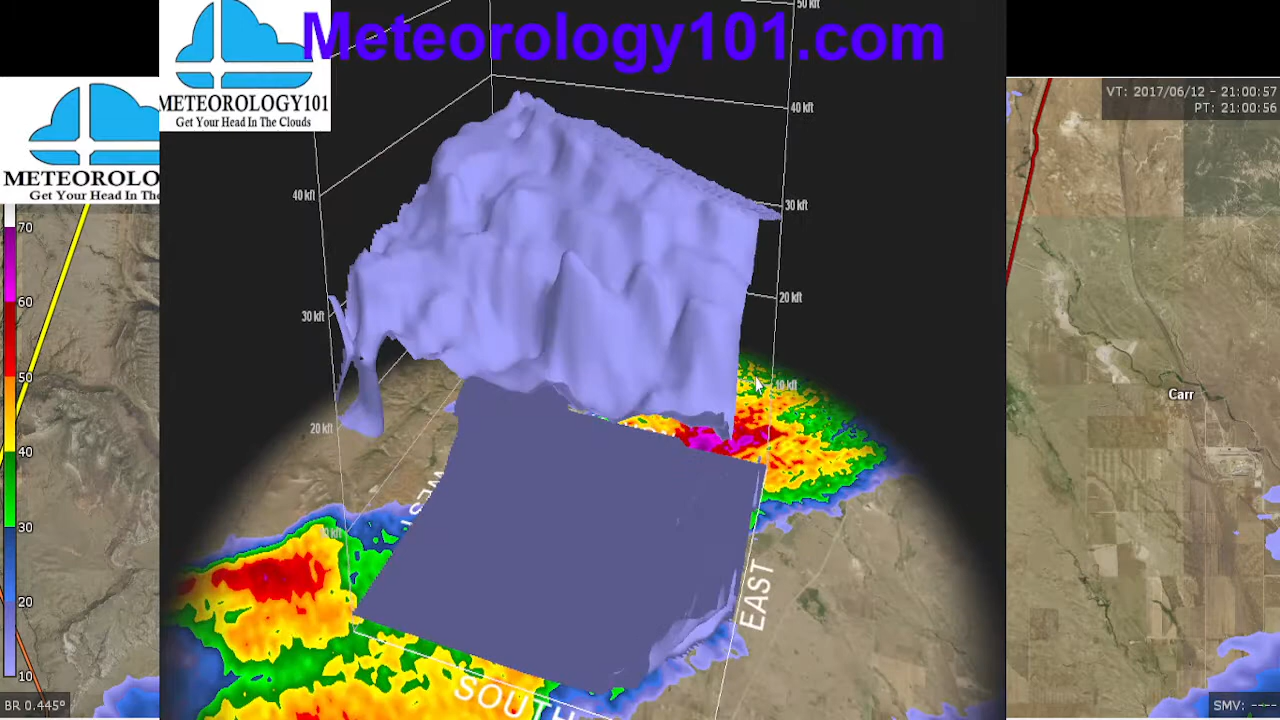 Meteorology101.com
METEOROLOGY101
Get Your Head In The Clouds
METEOROLO
Get Your Head In The
VT: 2017/06/12 - 21:00:57
PT: 21:00:56
50 kft
40 kft
40 kft
30 kft
30 kft
20 kft
20 kft
10 kft
70
60
50
40
30
20
10
Carr
WEST
EAST
SOUTH
BR 0.445°
SMV: ----